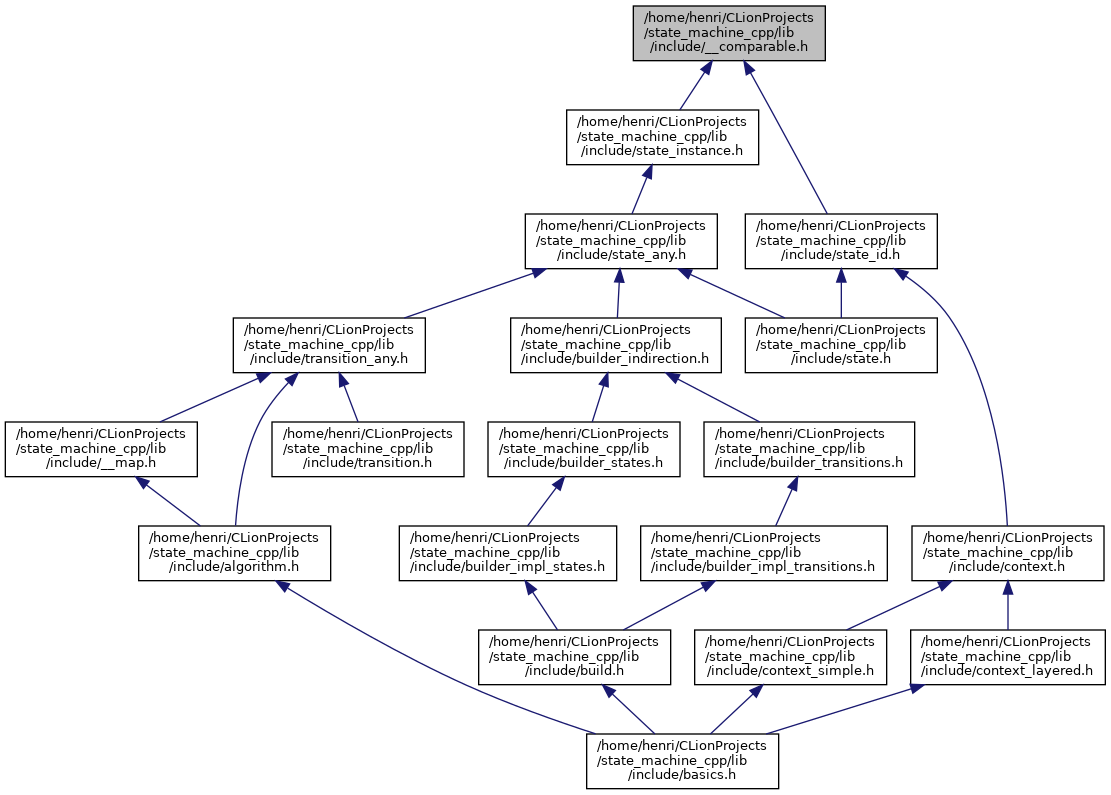 /home/henri/CLionProjects
/state_machine_cpp/lib
/include/__comparable.h
/home/henri/CLionProjects
/state_machine_cpp/lib
/include/state_instance.h
/home/henri/CLionProjects
/state_machine_cpp/lib
/include/state_any.h
/home/henri/CLionProjects
/state_machine_cpp/lib
/include/state_id.h
/home/henri/CLionProjects
/state_machine_cpp/lib
/include/transition_any.h
/home/henri/CLionProjects
/state_machine_cpp/lib
/include/builder_indirection.h
/home/henri/CLionProjects
/state_machine_cpp/lib
/include/state.h
/home/henri/CLionProjects
/state_machine_cpp/lib
/include/__map.h
/home/henri/CLionProjects
/state_machine_cpp/lib
/include/transition.h
/home/henri/CLionProjects
/state_machine_cpp/lib
/include/builder_states.h
/home/henri/CLionProjects
/state_machine_cpp/lib
/include/builder_transitions.h
/home/henri/CLionProjects
/state_machine_cpp/lib
/include/algorithm.h
/home/henri/CLionProjects
/state_machine_cpp/lib
/include/builder_impl_states.h
/home/henri/CLionProjects
/state_machine_cpp/lib
/include/builder_impl_transitions.h
/home/henri/CLionProjects
/state_machine_cpp/lib
/include/context.h
/home/henri/CLionProjects
/state_machine_cpp/lib
/include/build.h
/home/henri/CLionProjects
/state_machine_cpp/lib
/include/context_simple.h
/home/henri/CLionProjects
/state_machine_cpp/lib
/include/context_layered.h
/home/henri/CLionProjects
/state_machine_cpp/lib
/include/basics.h